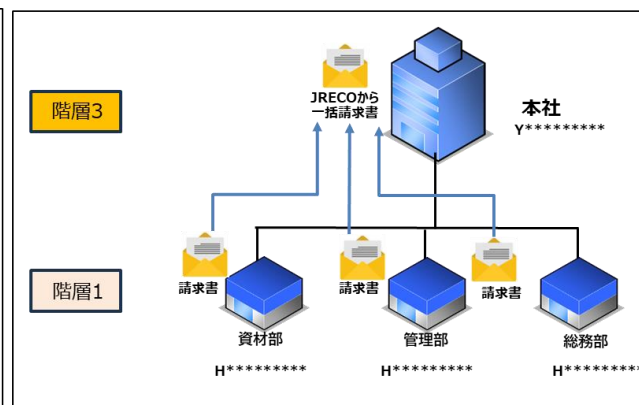 階層3
JRECOから
一括請求書
本社
Y*********
請求書
請求書
請求書
階層1
資材部
管理部
総務部
H*********
H*********
H*********